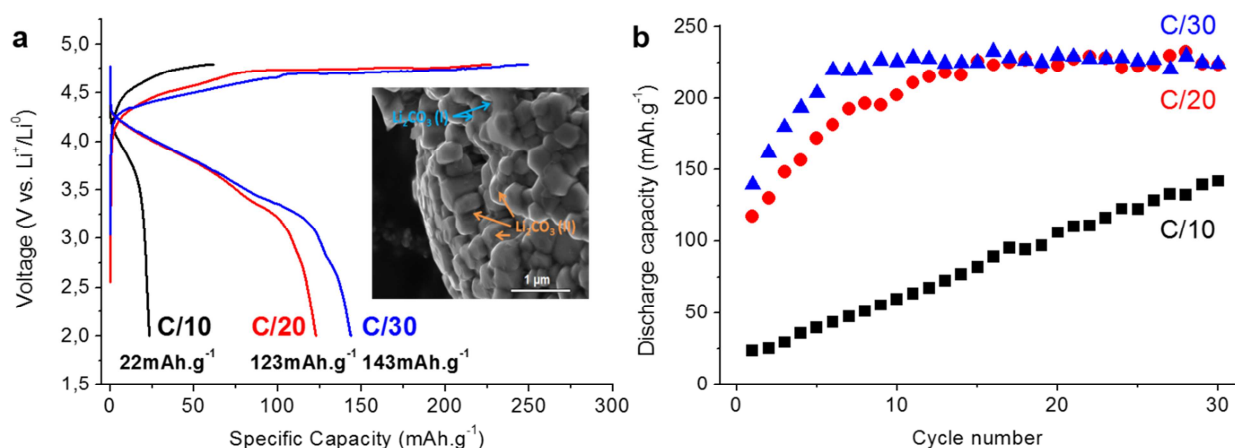 a
5,0
4,5
4,0
3,5
3,0
2,5
2,0
1,5
Voltage (V vs. Li⁺/Li⁰)
Li₂CO₃ (I)
Li₂CO₃ (II)
1 µm
C/10
C/20
C/30
22mAh.g⁻¹
123mAh.g⁻¹
143mAh.g⁻¹
0 50 100 150 200 250 300
Specific Capacity (mAh.g⁻¹)
b
250
200
150
100
50
0
Discharge capacity (mAh.g⁻¹)
C/30
C/20
C/10
0 10 20 30
Cycle number